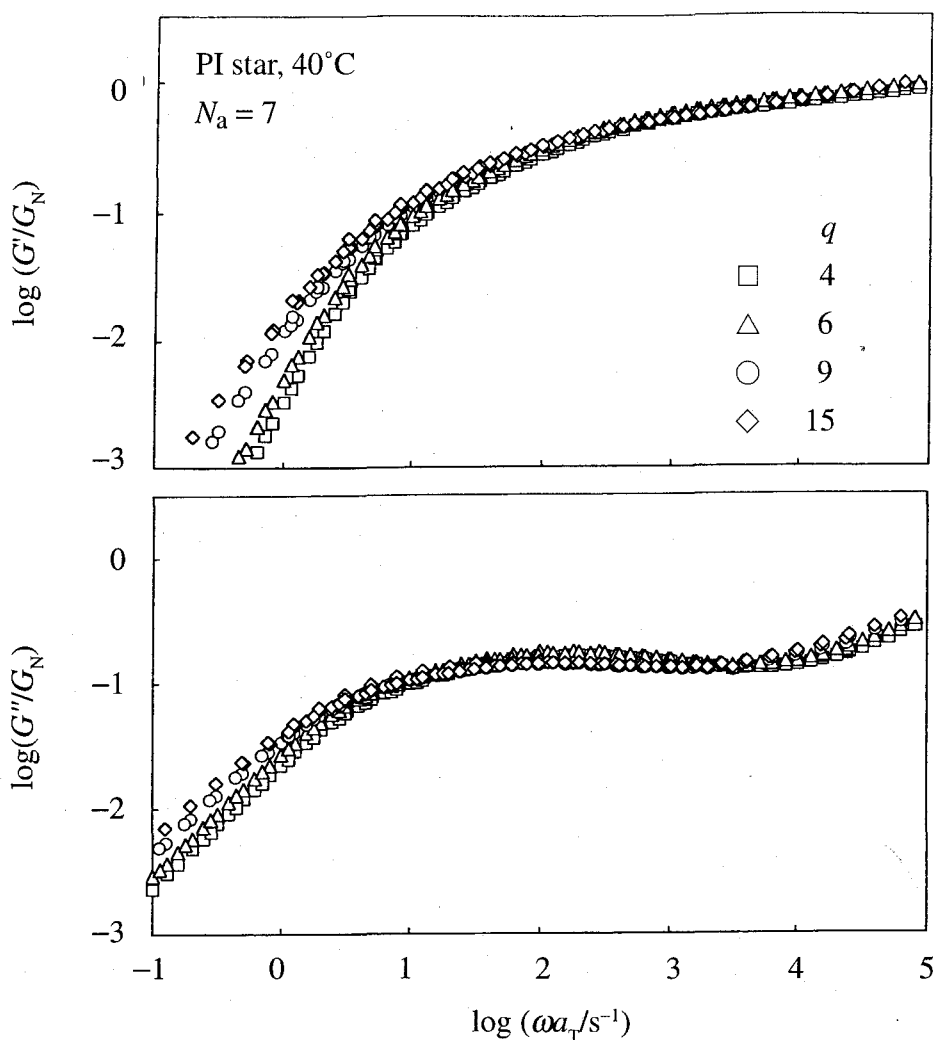 PI star, 40°C
N_a = 7
log (G'/G_N)
0
−1
−2
−3
q
4
6
9
15
log(G''/G_N)
0
−1
−2
−3
−1 0 1 2 3 4 5
log (ωa_T/s⁻¹)